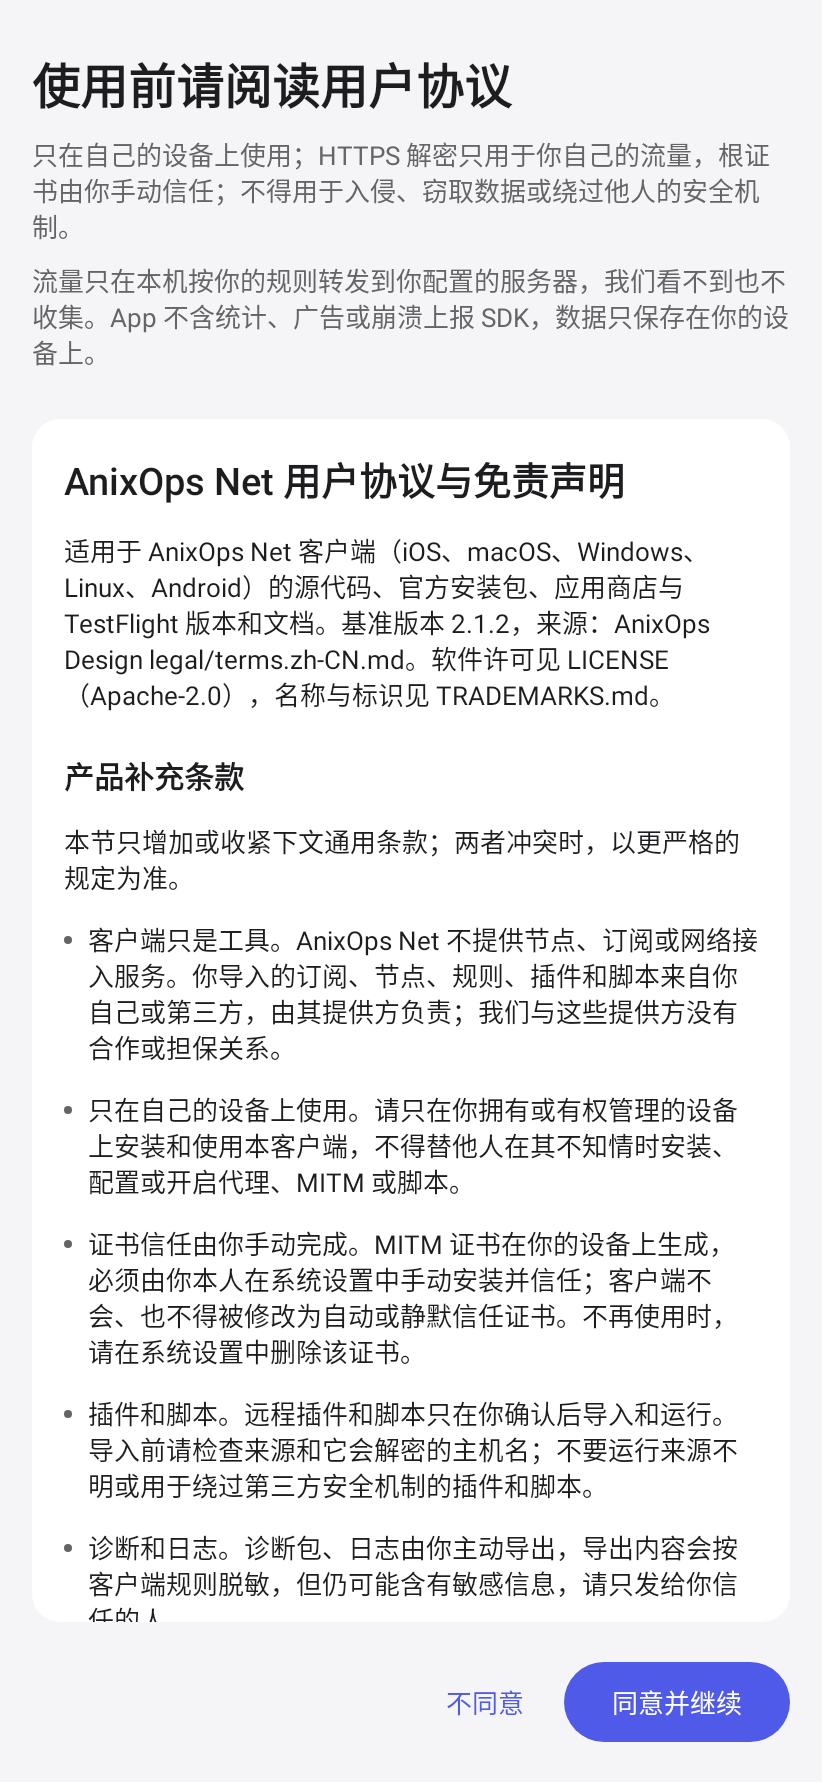 使用前请阅读用户协议
只在自己的设备上使用；HTTPS 解密只用于你自己的流量，根证
书由你手动信任；不得用于入侵、窃取数据或绕过他人的安全机
制。
流量只在本机按你的规则转发到你配置的服务器，我们看不到也不
收集。App 不含统计、广告或崩溃上报 SDK，数据只保存在你的设
备上。
AnixOps Net 用户协议与免责声明
适用于 AnixOps Net 客户端（iOS、macOS、Windows、
Linux、Android）的源代码、官方安装包、应用商店与
TestFlight 版本和文档。基准版本 2.1.2，来源：AnixOps
Design legal/terms.zh-CN.md。软件许可见 LICENSE
（Apache-2.0），名称与标识见 TRADEMARKS.md。
产品补充条款
本节只增加或收紧下文通用条款；两者冲突时，以更严格的
规定为准。
• 客户端只是工具。AnixOps Net 不提供节点、订阅或网络接
入服务。你导入的订阅、节点、规则、插件和脚本来自你
自己或第三方，由其提供方负责；我们与这些提供方没有
合作或担保关系。
• 只在自己的设备上使用。请只在你拥有或有权管理的设备
上安装和使用本客户端，不得替他人在其不知情时安装、
配置或开启代理、MITM 或脚本。
• 证书信任由你手动完成。MITM 证书在你的设备上生成，
必须由你本人在系统设置中手动安装并信任；客户端不
会、也不得被修改为自动或静默信任证书。不再使用时，
请在系统设置中删除该证书。
• 插件和脚本。远程插件和脚本只在你确认后导入和运行。
导入前请检查来源和它会解密的主机名；不要运行来源不
明或用于绕过第三方安全机制的插件和脚本。
• 诊断和日志。诊断包、日志由你主动导出，导出内容会按
客户端规则脱敏，但仍可能含有敏感信息，请只发给你信
任的人
不同意
同意并继续